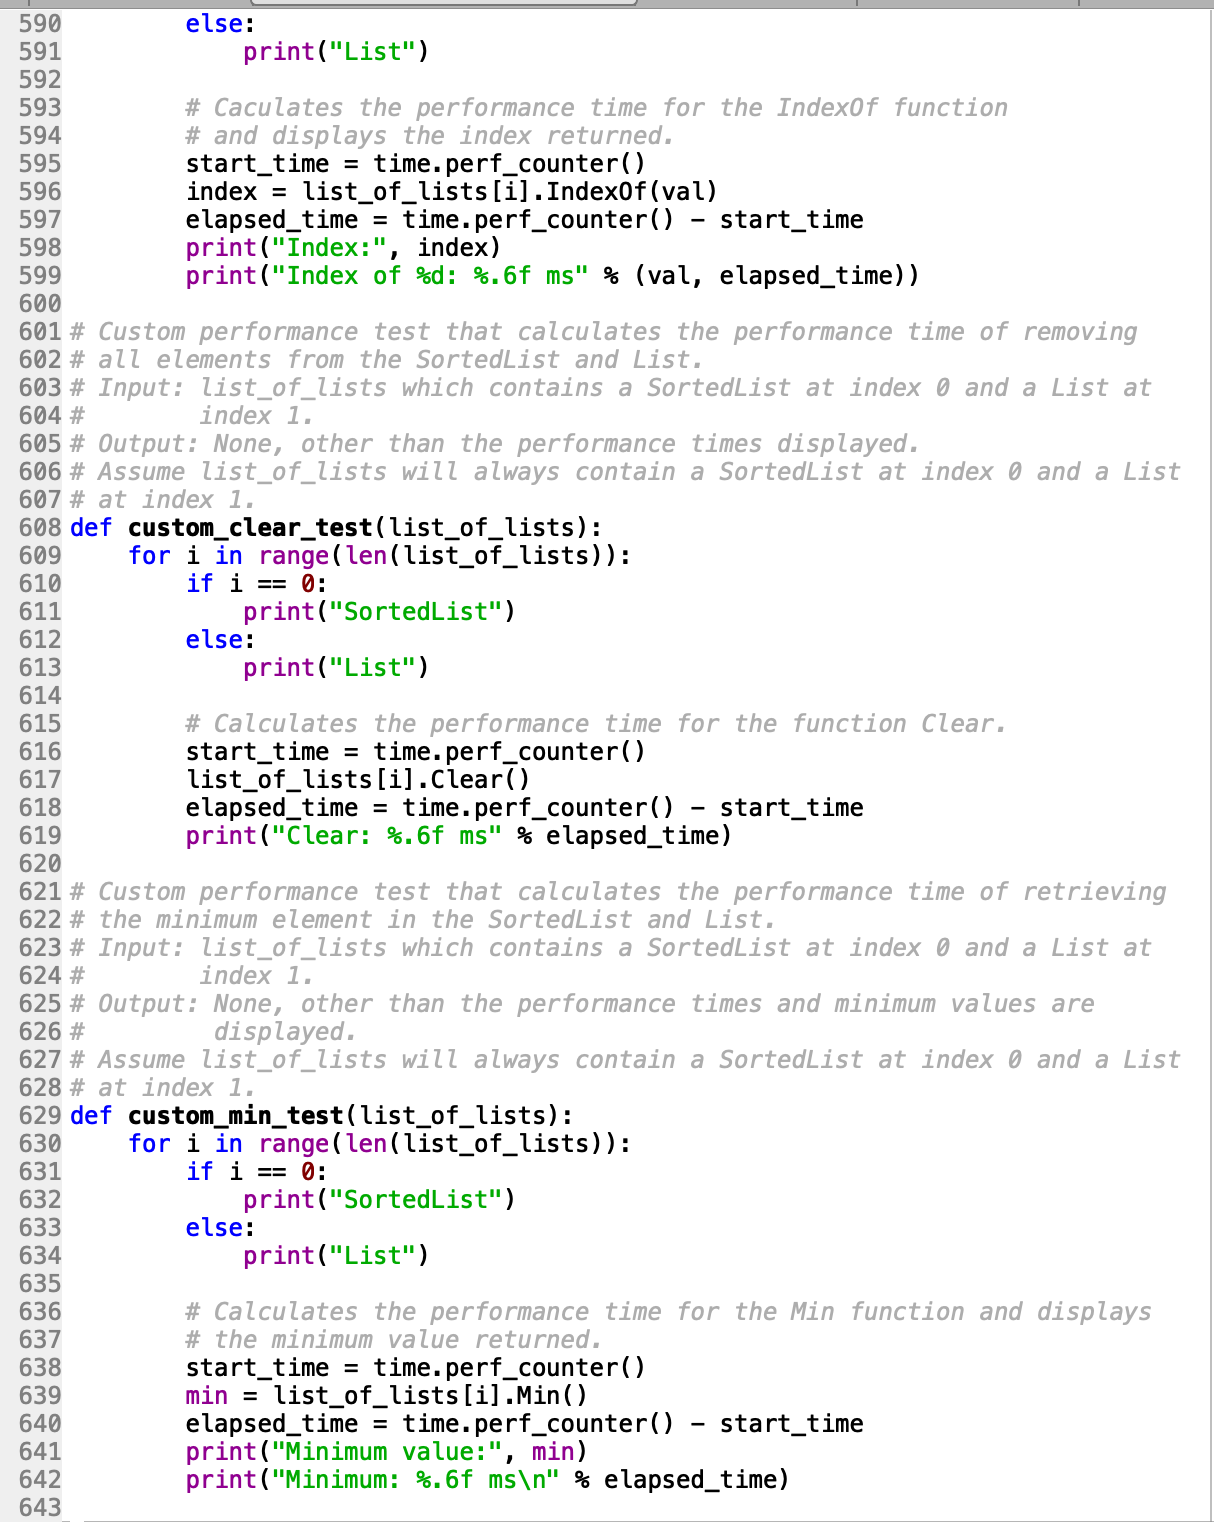 590         else:
591             print("List")
592
593         # Caculates the performance time for the IndexOf function
594         # and displays the index returned.
595         start_time = time.perf_counter()
596         index = list_of_lists[i].IndexOf(val)
597         elapsed_time = time.perf_counter() - start_time
598         print("Index:", index)
599         print("Index of %d: %.6f ms" % (val, elapsed_time))
600
601 # Custom performance test that calculates the performance time of removing
602 # all elements from the SortedList and List.
603 # Input: list_of_lists which contains a SortedList at index 0 and a List at
604 #        index 1.
605 # Output: None, other than the performance times displayed.
606 # Assume list_of_lists will always contain a SortedList at index 0 and a List
607 # at index 1.
608 def custom_clear_test(list_of_lists):
609     for i in range(len(list_of_lists)):
610         if i == 0:
611             print("SortedList")
612         else:
613             print("List")
614
615         # Calculates the performance time for the function Clear.
616         start_time = time.perf_counter()
617         list_of_lists[i].Clear()
618         elapsed_time = time.perf_counter() - start_time
619         print("Clear: %.6f ms" % elapsed_time)
620
621 # Custom performance test that calculates the performance time of retrieving
622 # the minimum element in the SortedList and List.
623 # Input: list_of_lists which contains a SortedList at index 0 and a List at
624 #        index 1.
625 # Output: None, other than the performance times and minimum values are
626 #         displayed.
627 # Assume list_of_lists will always contain a SortedList at index 0 and a List
628 # at index 1.
629 def custom_min_test(list_of_lists):
630     for i in range(len(list_of_lists)):
631         if i == 0:
632             print("SortedList")
633         else:
634             print("List")
635
636         # Calculates the performance time for the Min function and displays
637         # the minimum value returned.
638         start_time = time.perf_counter()
639         min = list_of_lists[i].Min()
640         elapsed_time = time.perf_counter() - start_time
641         print("Minimum value:", min)
642         print("Minimum: %.6f ms\n" % elapsed_time)
643